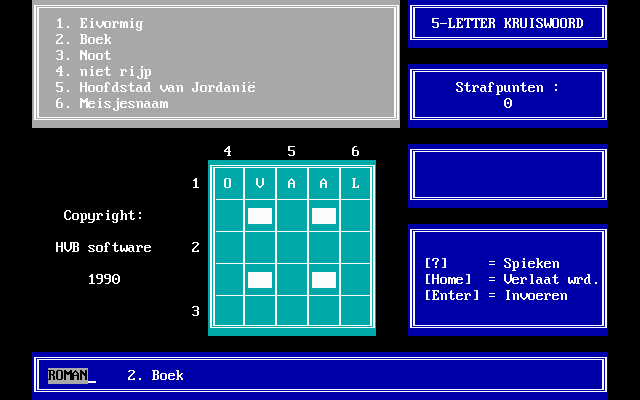 1. Eivormig
2. Boek
3. Noot
4. niet rijp
5. Hoofdstad van Jordanië
6. Meisjesnaam
5-LETTER KRUISWOORD
Strafpunten :
0
4 5 6
1 O V A A L
Copyright:
HVB software
1990
2
3
[?] = Spieken
[Home] = Verlaat wrd.
[Enter] = Invoeren
ROMAN_ 2. Boek